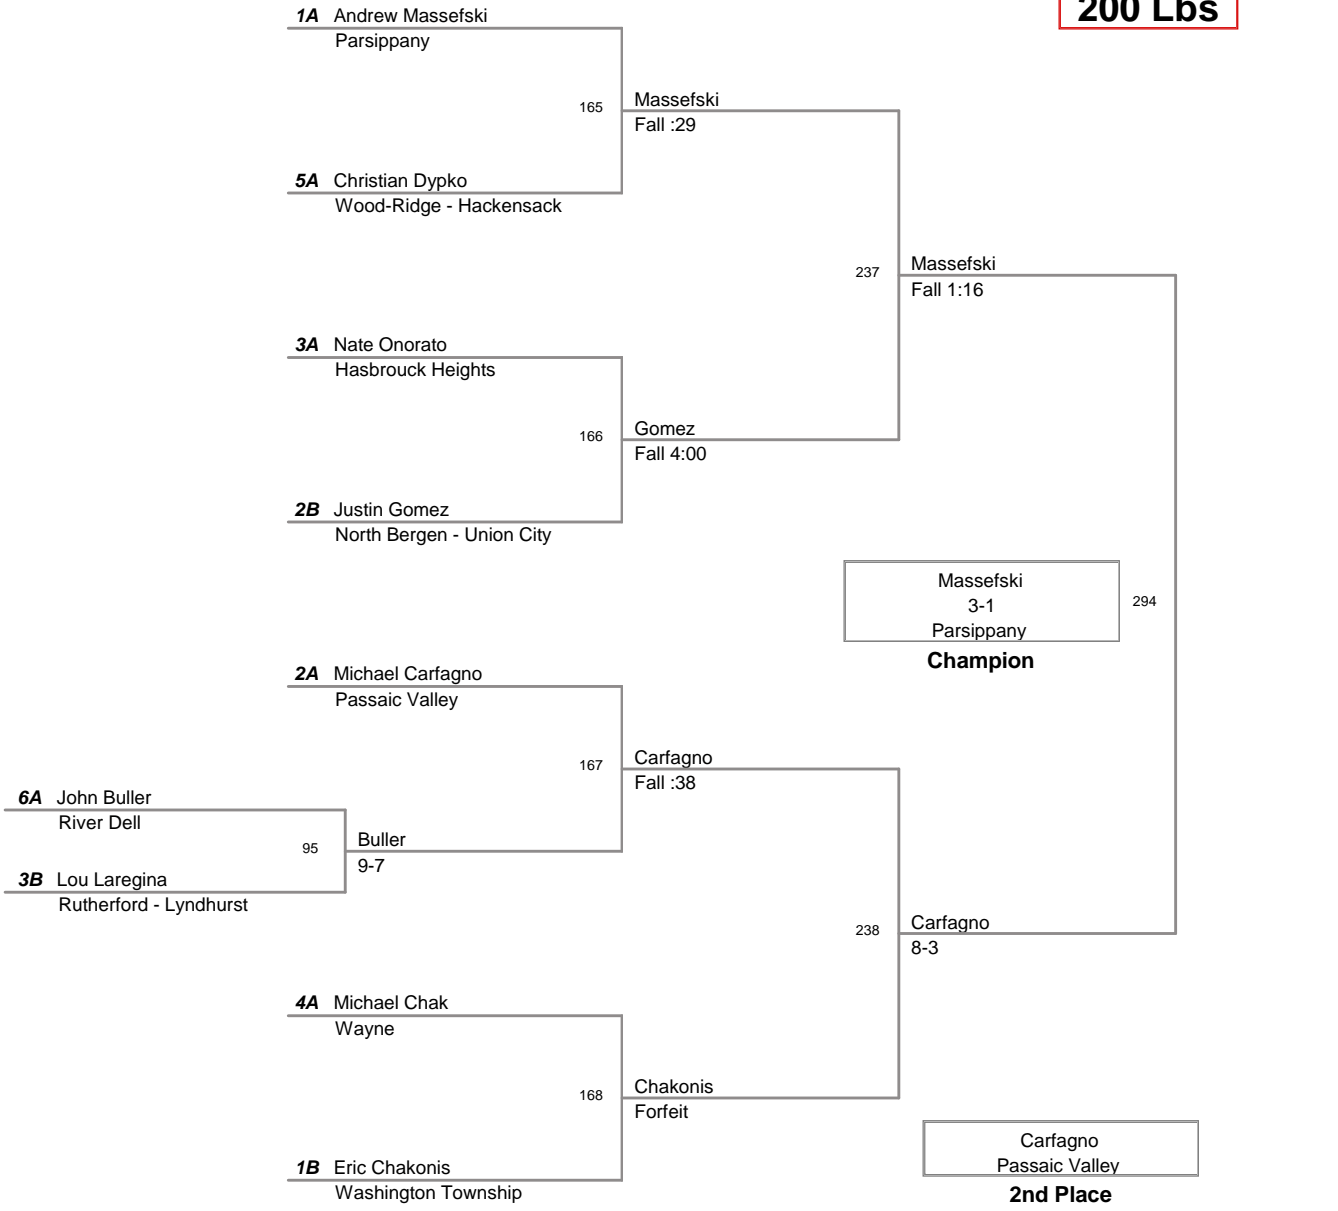 200 Lbs
1A Andrew Massefski
Parsippany
165
Massefski
Fall :29
5A Christian Dypko
Wood-Ridge - Hackensack
237
Massefski
Fall 1:16
3A Nate Onorato
Hasbrouck Heights
166
Gomez
Fall 4:00
2B Justin Gomez
North Bergen - Union City
Massefski
3-1
Parsippany
Champion
294
2A Michael Carfagno
Passaic Valley
167
Carfagno
Fall :38
6A John Buller
River Dell
95
Buller
9-7
3B Lou Laregina
Rutherford - Lyndhurst
238
Carfagno
8-3
4A Michael Chak
Wayne
168
Chakonis
Forfeit
1B Eric Chakonis
Washington Township
Carfagno
Passaic Valley
2nd Place